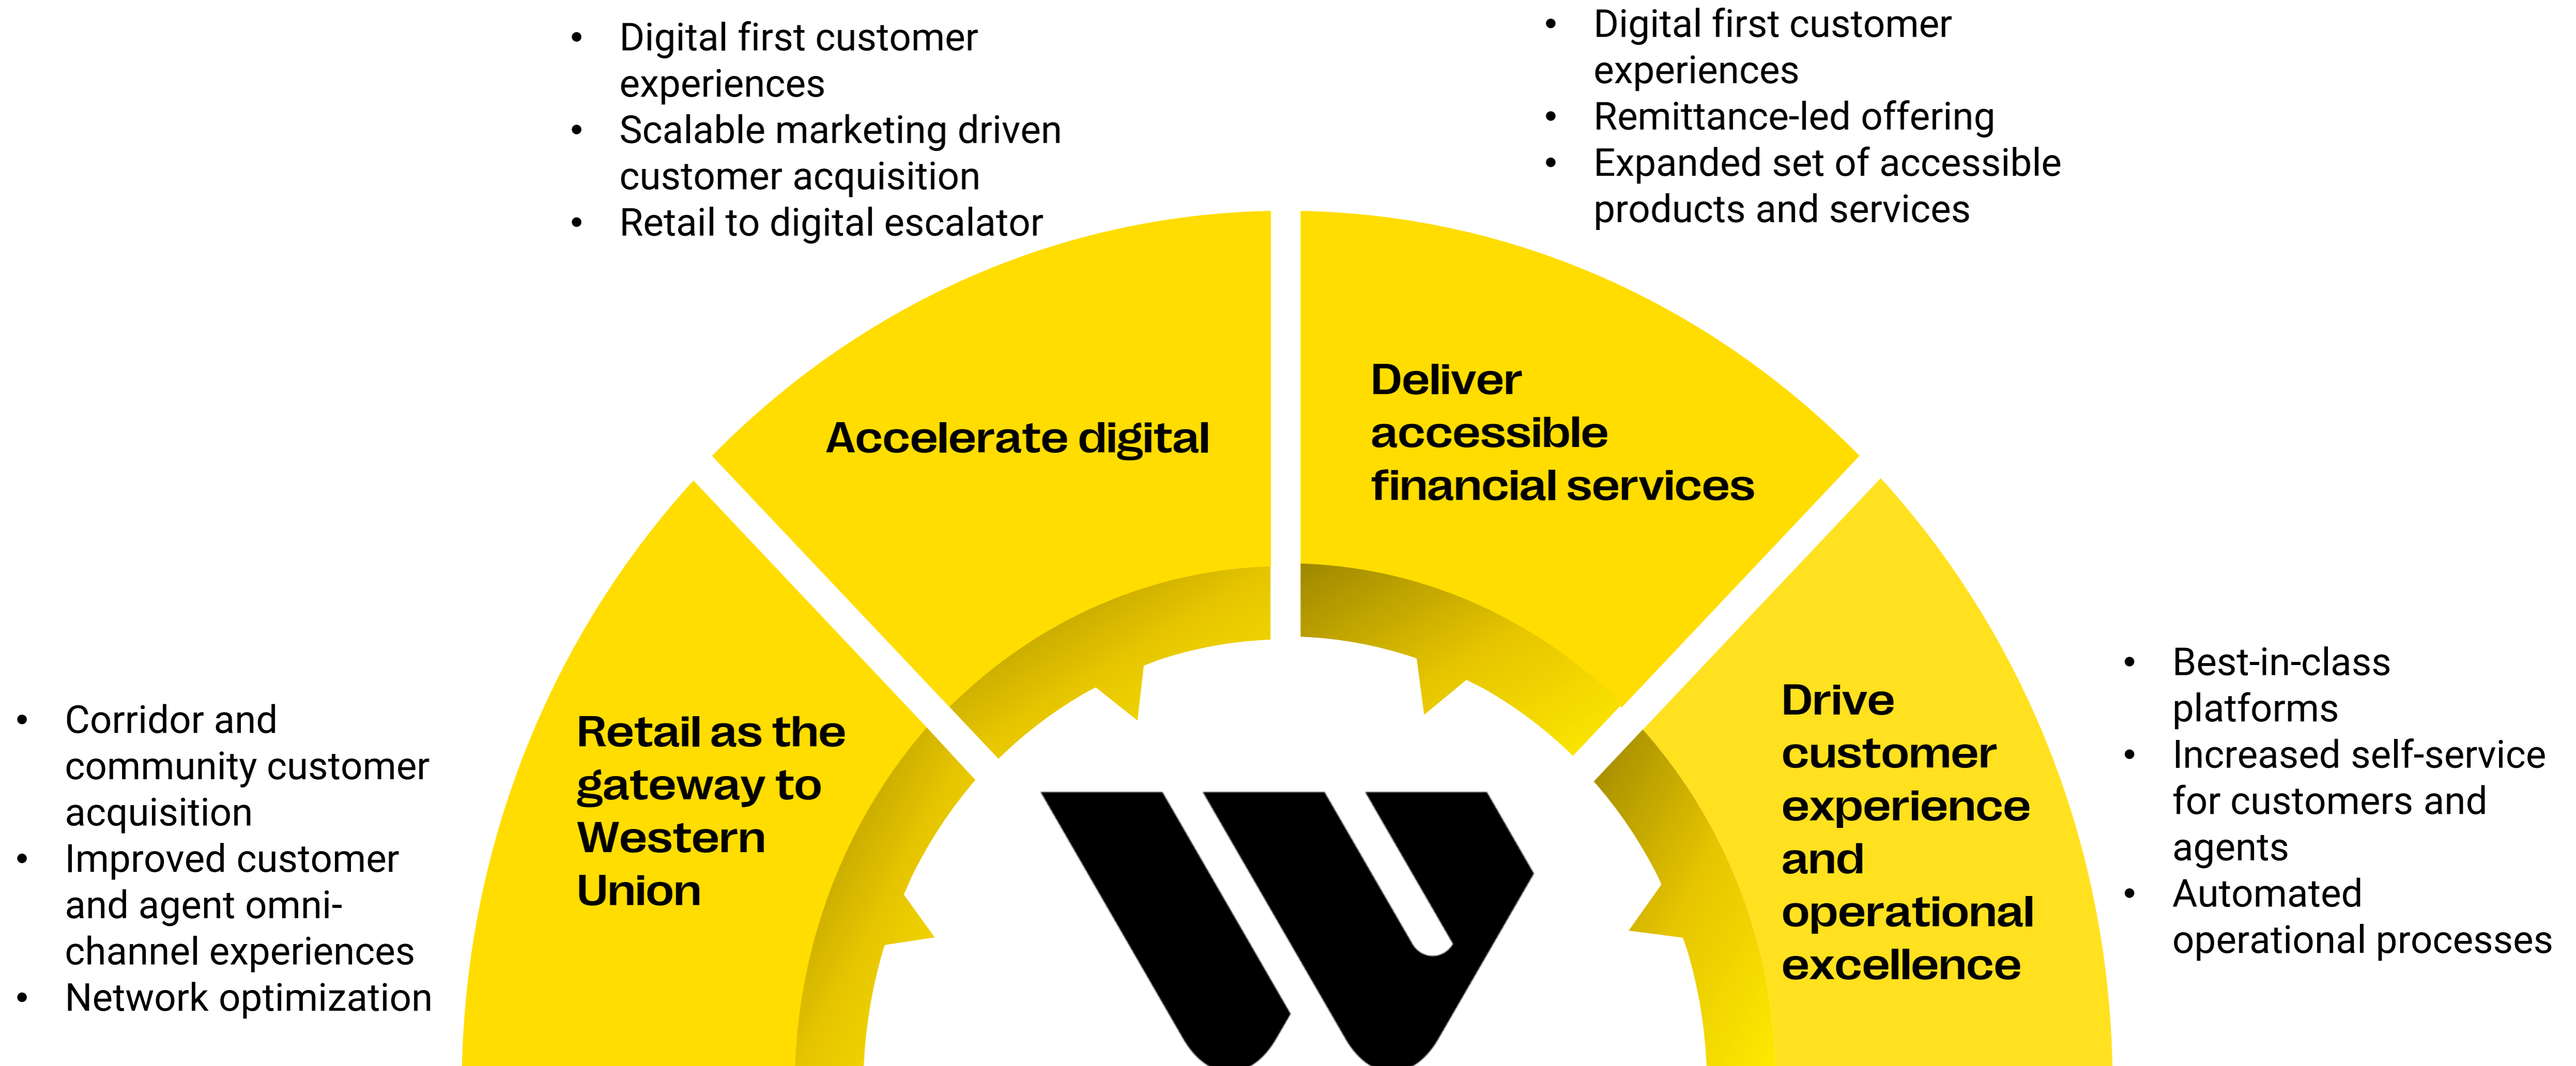 • Digital first customer
experiences
• Scalable marketing driven
customer acquisition
• Retail to digital escalator
• Digital first customer
experiences
• Remittance-led offering
• Expanded set of accessible
products and services
Accelerate digital
Deliver
accessible
financial services
Retail as the
gateway to
Western
Union
Drive
customer
experience
and
operational
excellence
• Corridor and
community customer
acquisition
• Improved customer
and agent omni-
channel experiences
• Network optimization
• Best-in-class
platforms
• Increased self-service
for customers and
agents
• Automated
operational processes